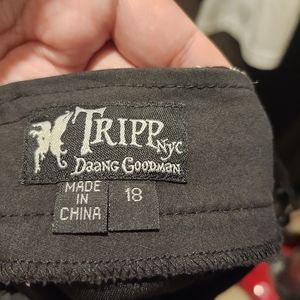 TRIPP NYC
DAANG GOODMAN
MADE
IN
CHINA
18